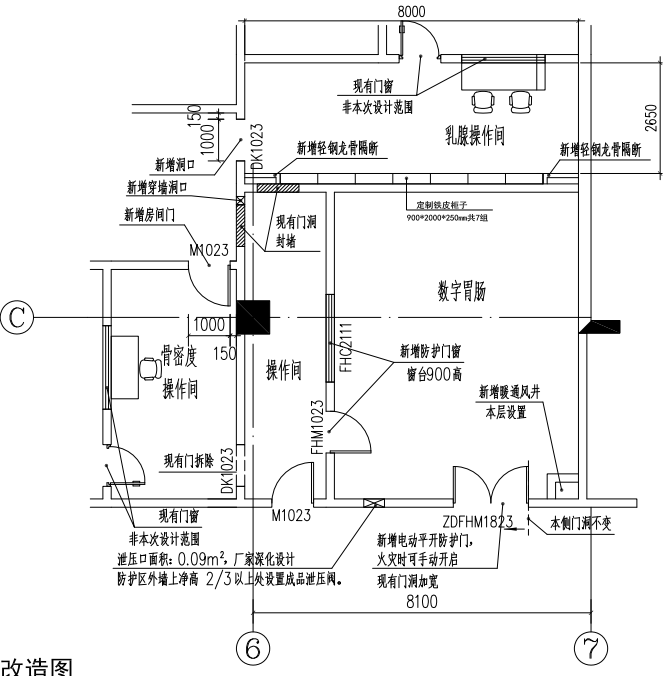 8000
现有门窗
非本次设计范围
乳腺操作间
2650
150
1000
DK1023
新增洞口
新增轻钢龙骨隔断
新增轻钢龙骨隔断
新增穿墙洞口
定制铁皮柜子
900*2000*250mm共7组
新增房间门
现有门洞
封堵
M1023
数字胃肠
C
1000
150
骨密度
操作间
操作间
FHC2111
新增防护门窗
窗台900高
新增暖通风井
本层设置
FHM1023
现有门拆除
DK1023
现有门窗
非本次设计范围
M1023
ZDFHM1823
本侧门洞不变
泄压口面积: 0.09m², 厂家深化设计
防护区外墙上净高 2/3以上处设置成品泄压阀。
新增电动平开防护门,
火灾时可手动开启
现有门洞加宽
8100
6
7
改造图